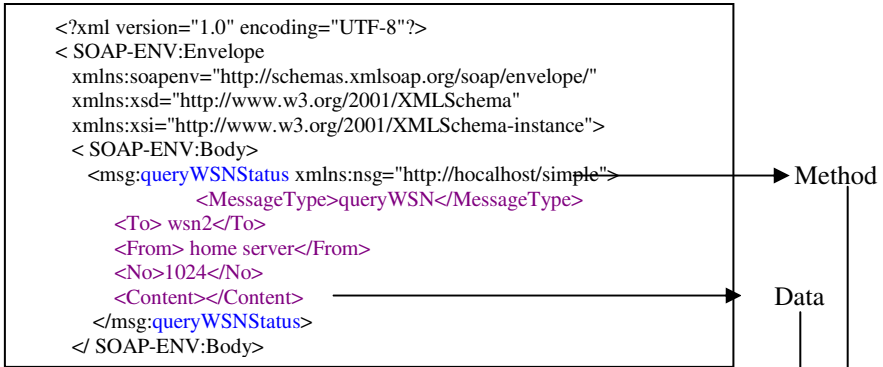 <?xml version="1.0" encoding="UTF-8"?>
< SOAP-ENV:Envelope
xmlns:soapenv="http://schemas.xmlsoap.org/soap/envelope/"
xmlns:xsd="http://www.w3.org/2001/XMLSchema"
xmlns:xsi="http://www.w3.org/2001/XMLSchema-instance">
< SOAP-ENV:Body>
<msg:queryWSNStatus xmlns:nsg="http://hocalhost/simple">
Method
<MessageType>queryWSN</MessageType>
<To> wsn2</To>
<From> home server</From>
<No>1024</No>
<Content></Content>
Data
</msg:queryWSNStatus>
</ SOAP-ENV:Body>